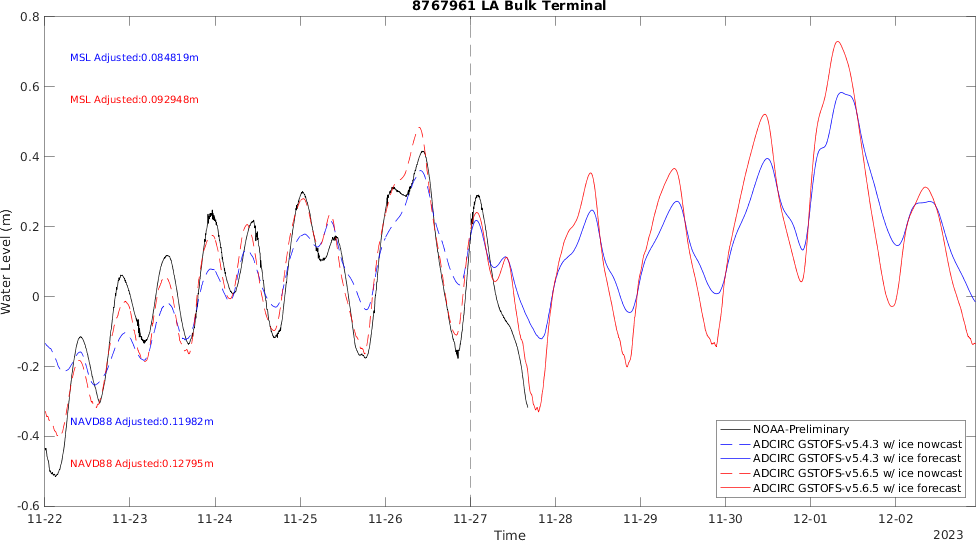 8767961 LA Bulk Terminal
0.8
MSL Adjusted:0.084819m
0.6
MSL Adjusted:0.092948m
0.4
0.2
Water Level (m)
0
-0.2
NAVD88 Adjusted:0.11982m
-0.4
NAVD88 Adjusted:0.12795m
-0.6
NOAA-Preliminary
ADCIRC GSTOFS-v5.4.3 w/ ice nowcast
ADCIRC GSTOFS-v5.4.3 w/ ice forecast
ADCIRC GSTOFS-v5.6.5 w/ ice nowcast
ADCIRC GSTOFS-v5.6.5 w/ ice forecast
11-22 11-23 11-24 11-25 11-26 11-27 11-28 11-29 11-30 12-01 12-02
Time
2023